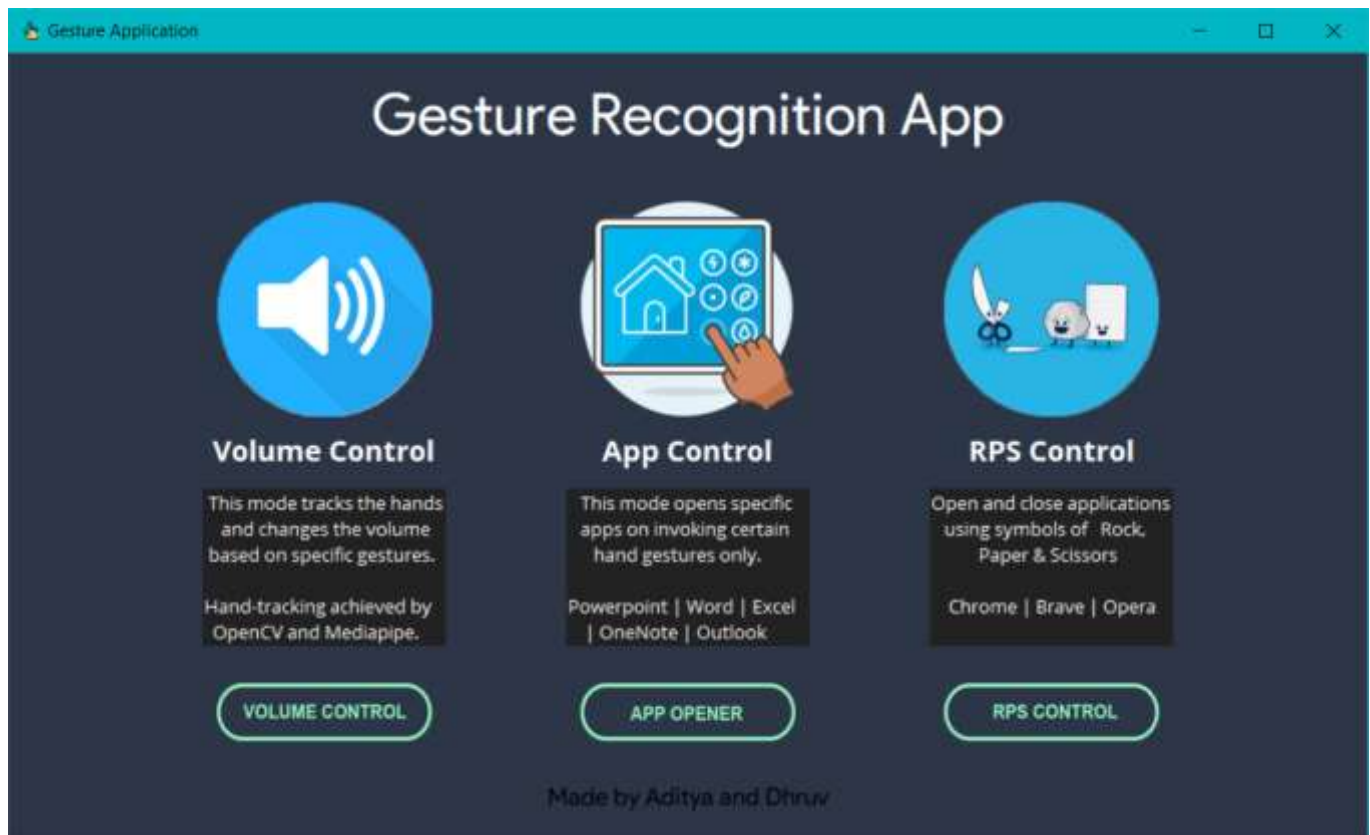 Gesture Application
Gesture Recognition App
Volume Control
This mode tracks the hands
and changes the volume
based on specific gestures.
Hand-tracking achieved by
OpenCV and Mediapipe.
VOLUME CONTROL
App Control
This mode opens specific
apps on invoking certain
hand gestures only.
Powerpoint | Word | Excel
| OneNote | Outlook
APP OPENER
RPS Control
Open and close applications
using symbols of Rock,
Paper & Scissors
Chrome | Brave | Opera
RPS CONTROL
Made by Aditya and Dhruv